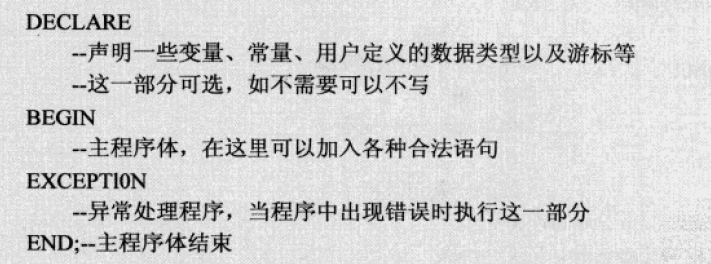 DECLARE
--声明一些变量、常量、用户定义的数据类型以及游标等
--这一部分可选，如不需要可以不写
BEGIN
--主程序体，在这里可以加入各种合法语句
EXCEPTl0N
--异常处理程序，当程序中出现错误时执行这一部分
END;--主程序体结束